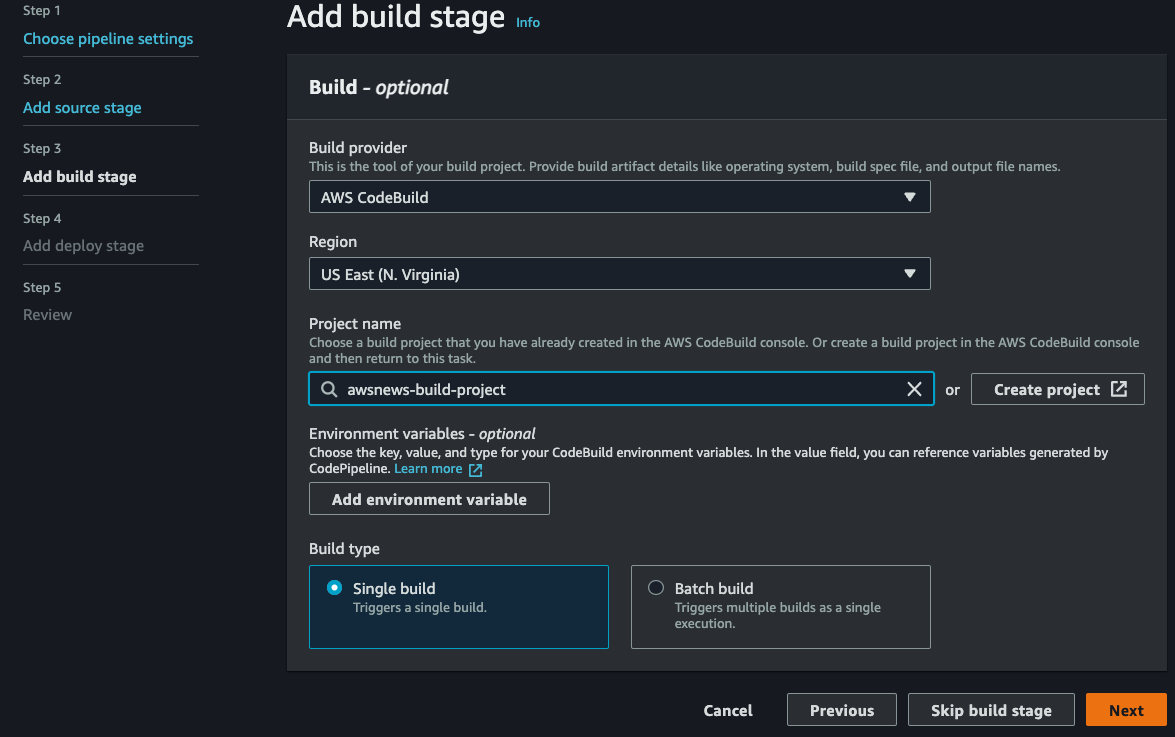 Step 1
Choose pipeline settings
Step 2
Add source stage
Step 3
Add build stage
Step 4
Add deploy stage
Step 5
Review
Add build stage Info
Build - optional
Build provider
This is the tool of your build project. Provide build artifact details like operating system, build spec file, and output file names.
AWS CodeBuild
Region
US East (N. Virginia)
Project name
Choose a build project that you have already created in the AWS CodeBuild console. Or create a build project in the AWS CodeBuild console
and then return to this task.
awsnews-build-project or Create project
Environment variables - optional
Choose the key, value, and type for your CodeBuild environment variables. In the value field, you can reference variables generated by
CodePipeline. Learn more
Add environment variable
Build type
Single build
Triggers a single build.
Batch build
Triggers multiple builds as a single
execution.
Cancel Previous Skip build stage Next